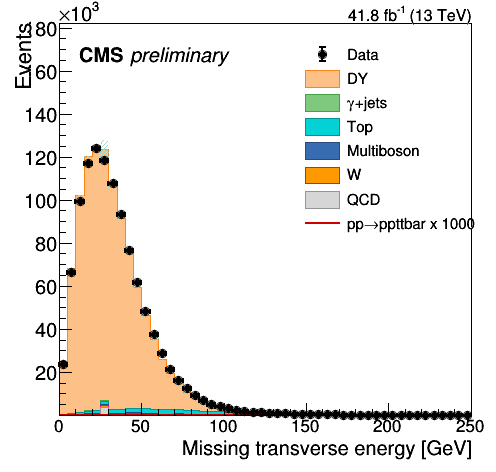 ×10³
41.8 fb⁻¹ (13 TeV)
Events
CMS preliminary
Data
DY
γ+jets
Top
Multiboson
W
QCD
pp→ppttbar x 1000
180
160
140
120
100
80
60
40
20
0 50 100 150 200 250
Missing transverse energy [GeV]